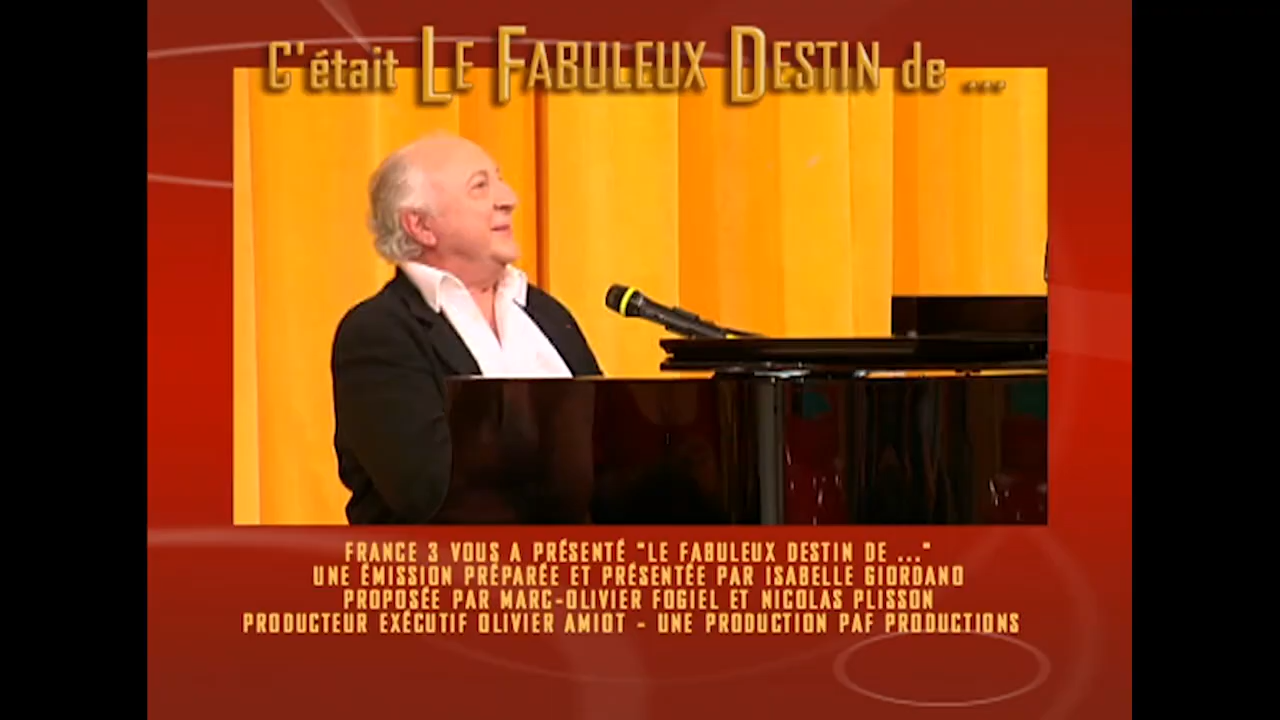 C'était LE FABULEUX DESTIN de ...
FRANCE 3 VOUS A PRÉSENTÉ "LE FABULEUX DESTIN DE ..."
UNE ÉMISSION PRÉPARÉE ET PRÉSENTÉE PAR ISABELLE GIORDANO
PROPOSÉE PAR MARC-OLIVIER FOGIEL ET NICOLAS PLISSON
PRODUCTEUR EXÉCUTIF OLIVIER AMIOT - UNE PRODUCTION PAF PRODUCTIONS